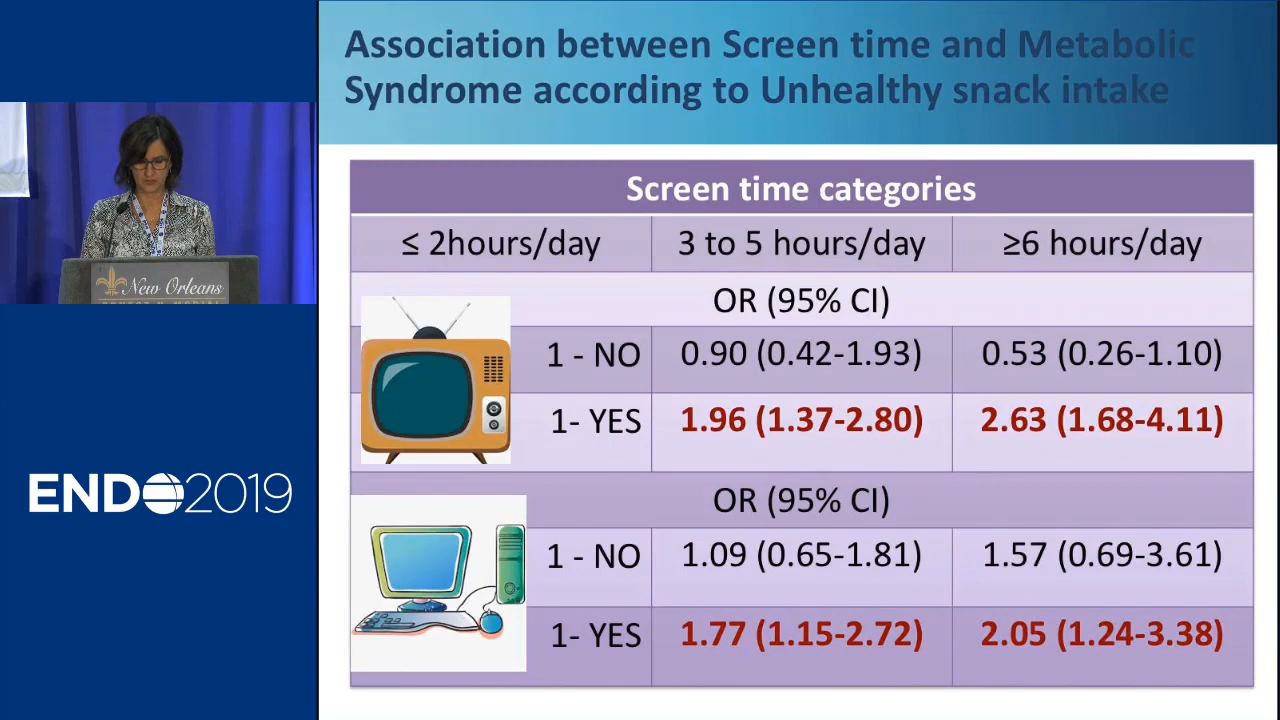 Association between Screen time and Metabolic
Syndrome according to Unhealthy snack intake
Screen time categories
≤ 2hours/day
3 to 5 hours/day
≥6 hours/day
OR (95% CI)
1 - NO
0.90 (0.42-1.93)
0.53 (0.26-1.10)
1- YES
1.96 (1.37-2.80)
2.63 (1.68-4.11)
OR (95% CI)
1 - NO
1.09 (0.65-1.81)
1.57 (0.69-3.61)
1- YES
1.77 (1.15-2.72)
2.05 (1.24-3.38)
New Orleans
END 2019